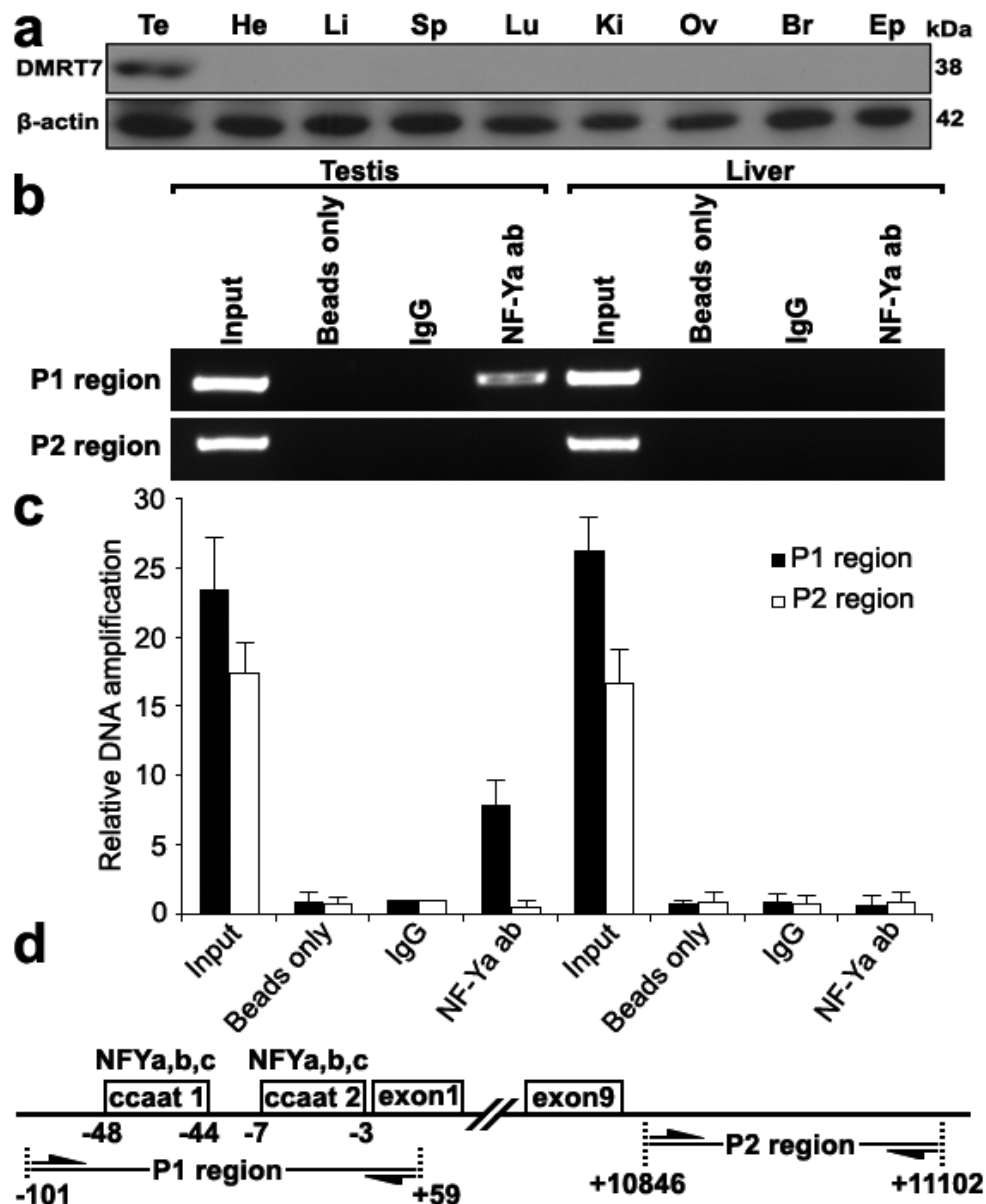 a
Te He Li Sp Lu Ki Ov Br Ep kDa
DMRT7 38
β-actin 42
b
Testis Liver
Input Beads only IgG NF-Ya ab Input Beads only IgG NF-Ya ab
P1 region
P2 region
c
Relative DNA amplification
30
25
20
15
10
5
0
P1 region
P2 region
Input Beads only IgG NF-Ya ab Input Beads only IgG NF-Ya ab
d
NFYa,b,c NFYa,b,c
ccaat 1 ccaat 2 exon1 exon9
-48 -44 -7 -3
P1 region P2 region
-101 +59 +10846 +11102